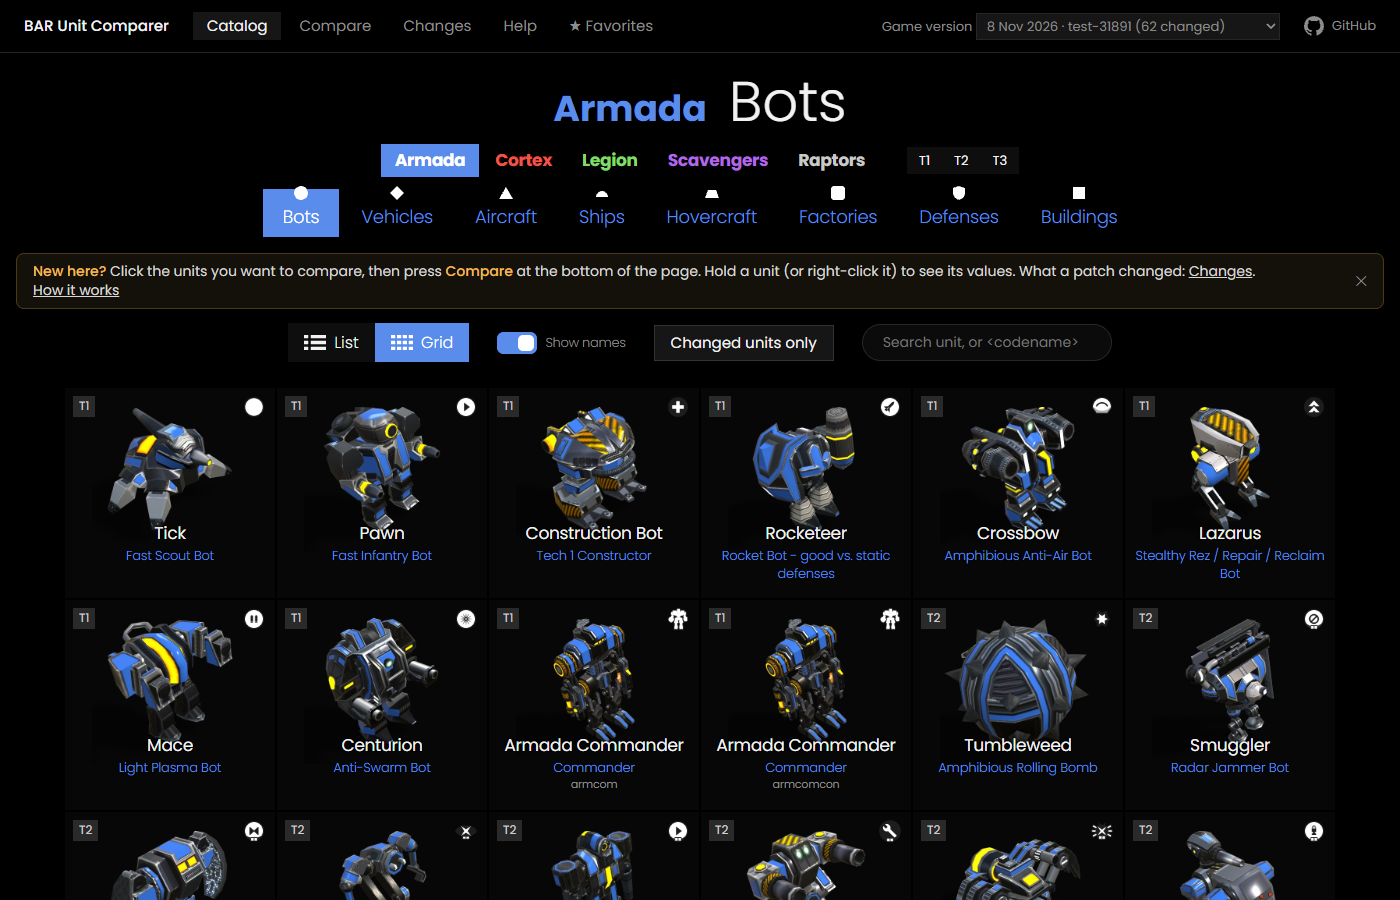 BAR Unit Comparer
Catalog
Compare
Changes
Help
★ Favorites
Game version
8 Nov 2026 · test-31891 (62 changed)
GitHub
Armada Bots
Armada
Cortex
Legion
Scavengers
Raptors
T1
T2
T3
Bots
Vehicles
Aircraft
Ships
Hovercraft
Factories
Defenses
Buildings
New here? Click the units you want to compare, then press Compare at the bottom of the page. Hold a unit (or right-click it) to see its values. What a patch changed: Changes.
How it works
List
Grid
Show names
Changed units only
Search unit, or <codename>
T1
Tick
Fast Scout Bot
T1
Pawn
Fast Infantry Bot
T1
Construction Bot
Tech 1 Constructor
T1
Rocketeer
Rocket Bot - good vs. static
defenses
T1
Crossbow
Amphibious Anti-Air Bot
T1
Lazarus
Stealthy Rez / Repair / Reclaim
Bot
T1
Mace
Light Plasma Bot
T1
Centurion
Anti-Swarm Bot
T1
Armada Commander
Commander
armcom
T1
Armada Commander
Commander
armcomcon
T2
Tumbleweed
Amphibious Rolling Bomb
T2
Smuggler
Radar Jammer Bot
T2
T2
T2
T2
T2
T2